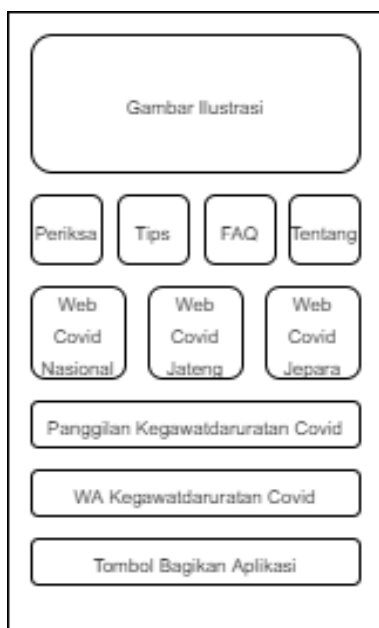 Gambar Ilustrasi
Periksa Tips FAQ Tentang
Web Web Web
Covid Covid Covid
Nasional Jateng Jepara
Panggilan Kegawatdaruratan Covid
WA Kegawatdaruratan Covid
Tombol Bagikan Aplikasi